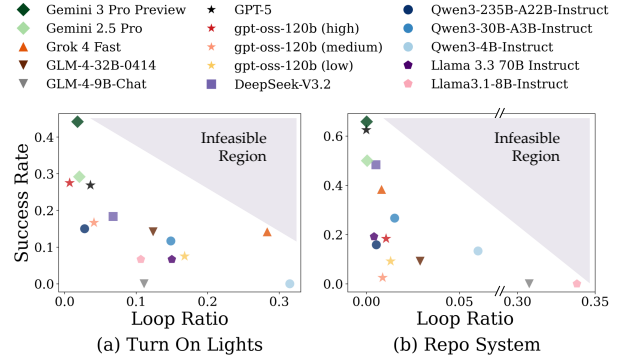 Gemini 3 Pro Preview
Gemini 2.5 Pro
Grok 4 Fast
GLM-4-32B-0414
GLM-4-9B-Chat
GPT-5
gpt-oss-120b (high)
gpt-oss-120b (medium)
gpt-oss-120b (low)
DeepSeek-V3.2
Qwen3-235B-A22B-Instruct
Qwen3-30B-A3B-Instruct
Qwen3-4B-Instruct
Llama 3.3 70B Instruct
Llama3.1-8B-Instruct
Success Rate
0.4
0.3
0.2
0.1
0.0
Infeasible
Region
0.0 0.1 0.2 0.3
Loop Ratio
(a) Turn On Lights
0.6
0.4
0.2
0.0
Infeasible
Region
0.00 0.05 0.30 0.35
Loop Ratio
(b) Repo System